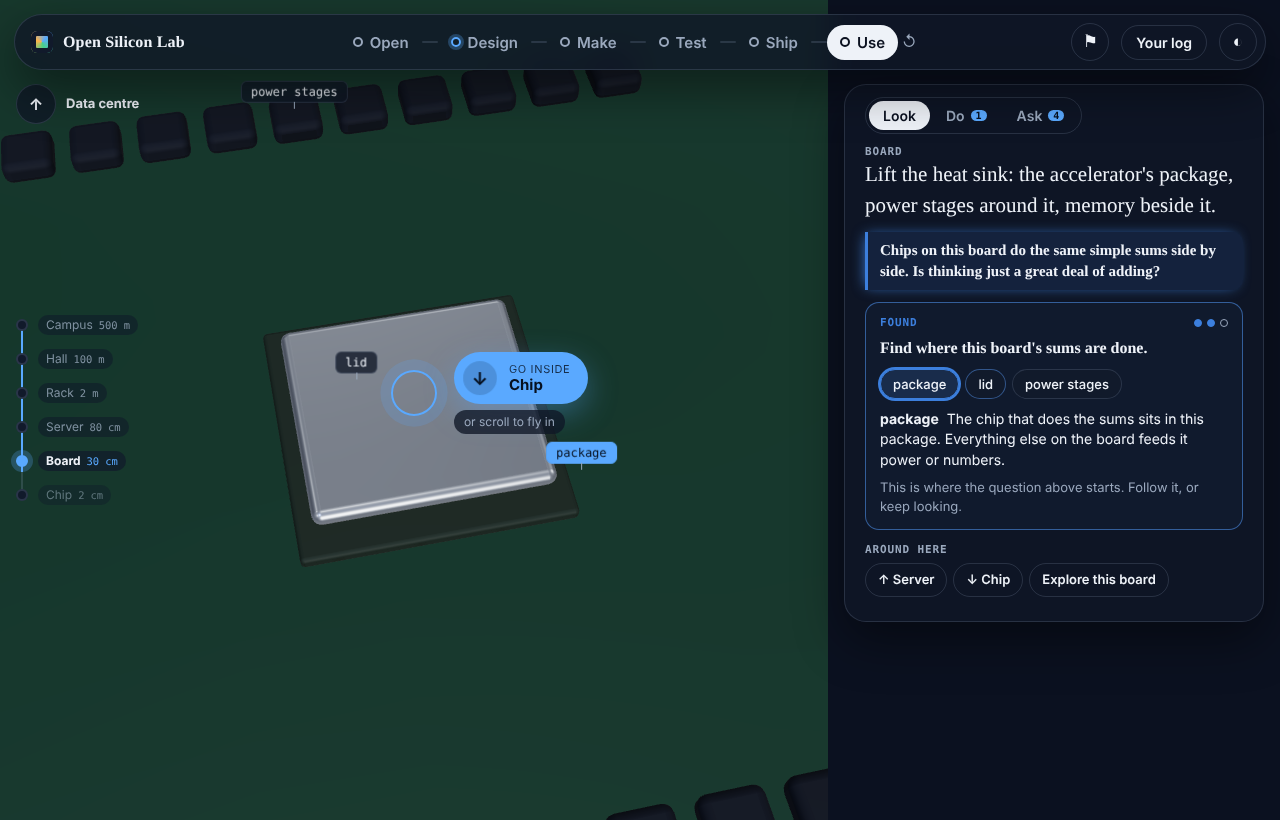 Open Silicon Lab
Open
Design
Make
Test
Ship
Use
Your log
Data centre
power stages
Campus 500 m
Hall 100 m
Rack 2 m
Server 80 cm
Board 30 cm
Chip 2 cm
lid
GO INSIDE
Chip
or scroll to fly in
package
Look
Do 1
Ask 4
BOARD
Lift the heat sink: the accelerator's package,
power stages around it, memory beside it.
Chips on this board do the same simple sums side by
side. Is thinking just a great deal of adding?
FOUND
Find where this board's sums are done.
package
lid
power stages
package The chip that does the sums sits in this
package. Everything else on the board feeds it
power or numbers.
This is where the question above starts. Follow it, or
keep looking.
AROUND HERE
↑ Server
↓ Chip
Explore this board